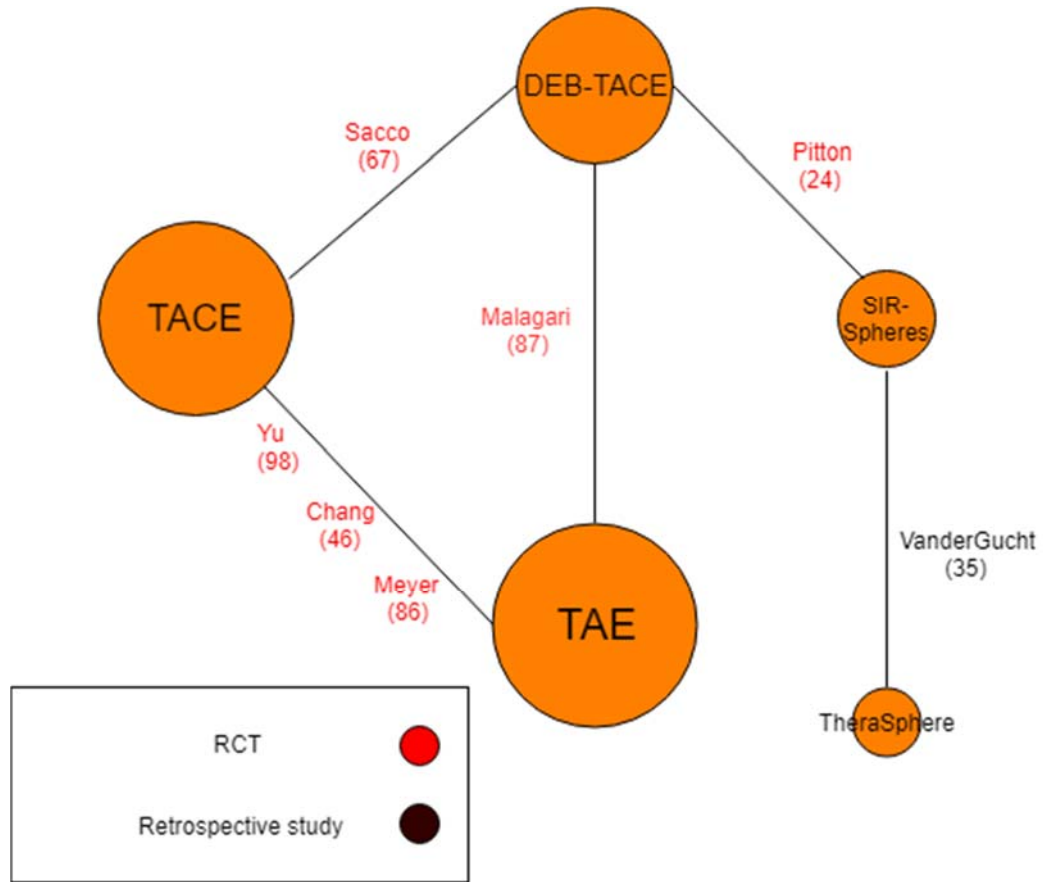 DEB-TACE
Sacco
(67)
Pitton
(24)
TACE
Malagari
(87)
SIR-
Spheres
Yu
(98)
Chang
(46)
Meyer
(86)
VanderGucht
(35)
TAE
TheraSphere
RCT
Retrospective study